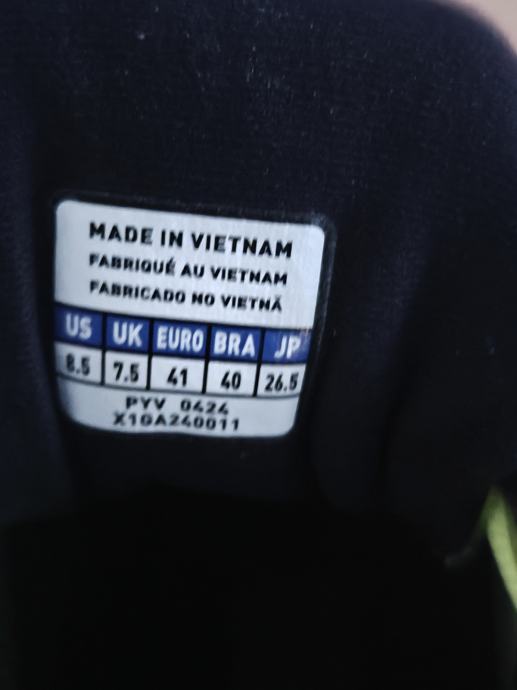 MADE IN VIETNAM
FABRIQUÉ AU VIETNAM
FABRICADO NO VIETNÃ
US UK EURO BRA JP
8.5 7.5 41 40 26.5
PYV 0424
X1GA240011